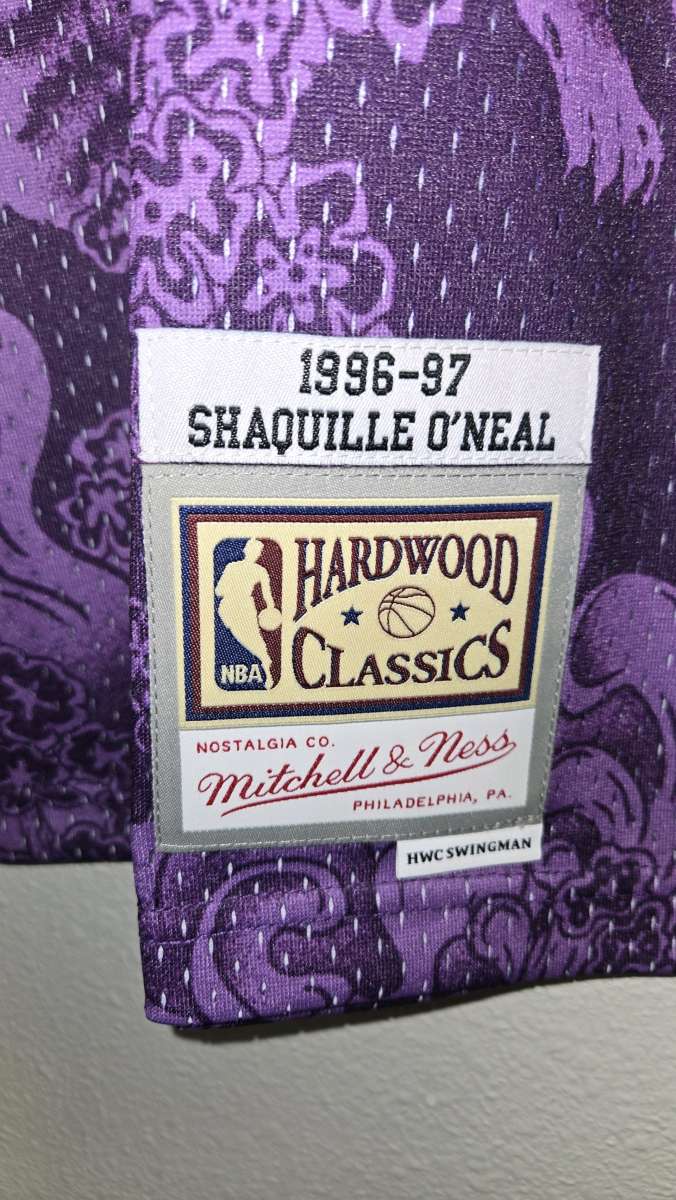 1996-97
SHAQUILLE O'NEAL
HARDWOOD
CLASSICS
NBA
NOSTALGIA CO.
Mitchell & Ness
PHILADELPHIA, PA.
HWC SWINGMAN